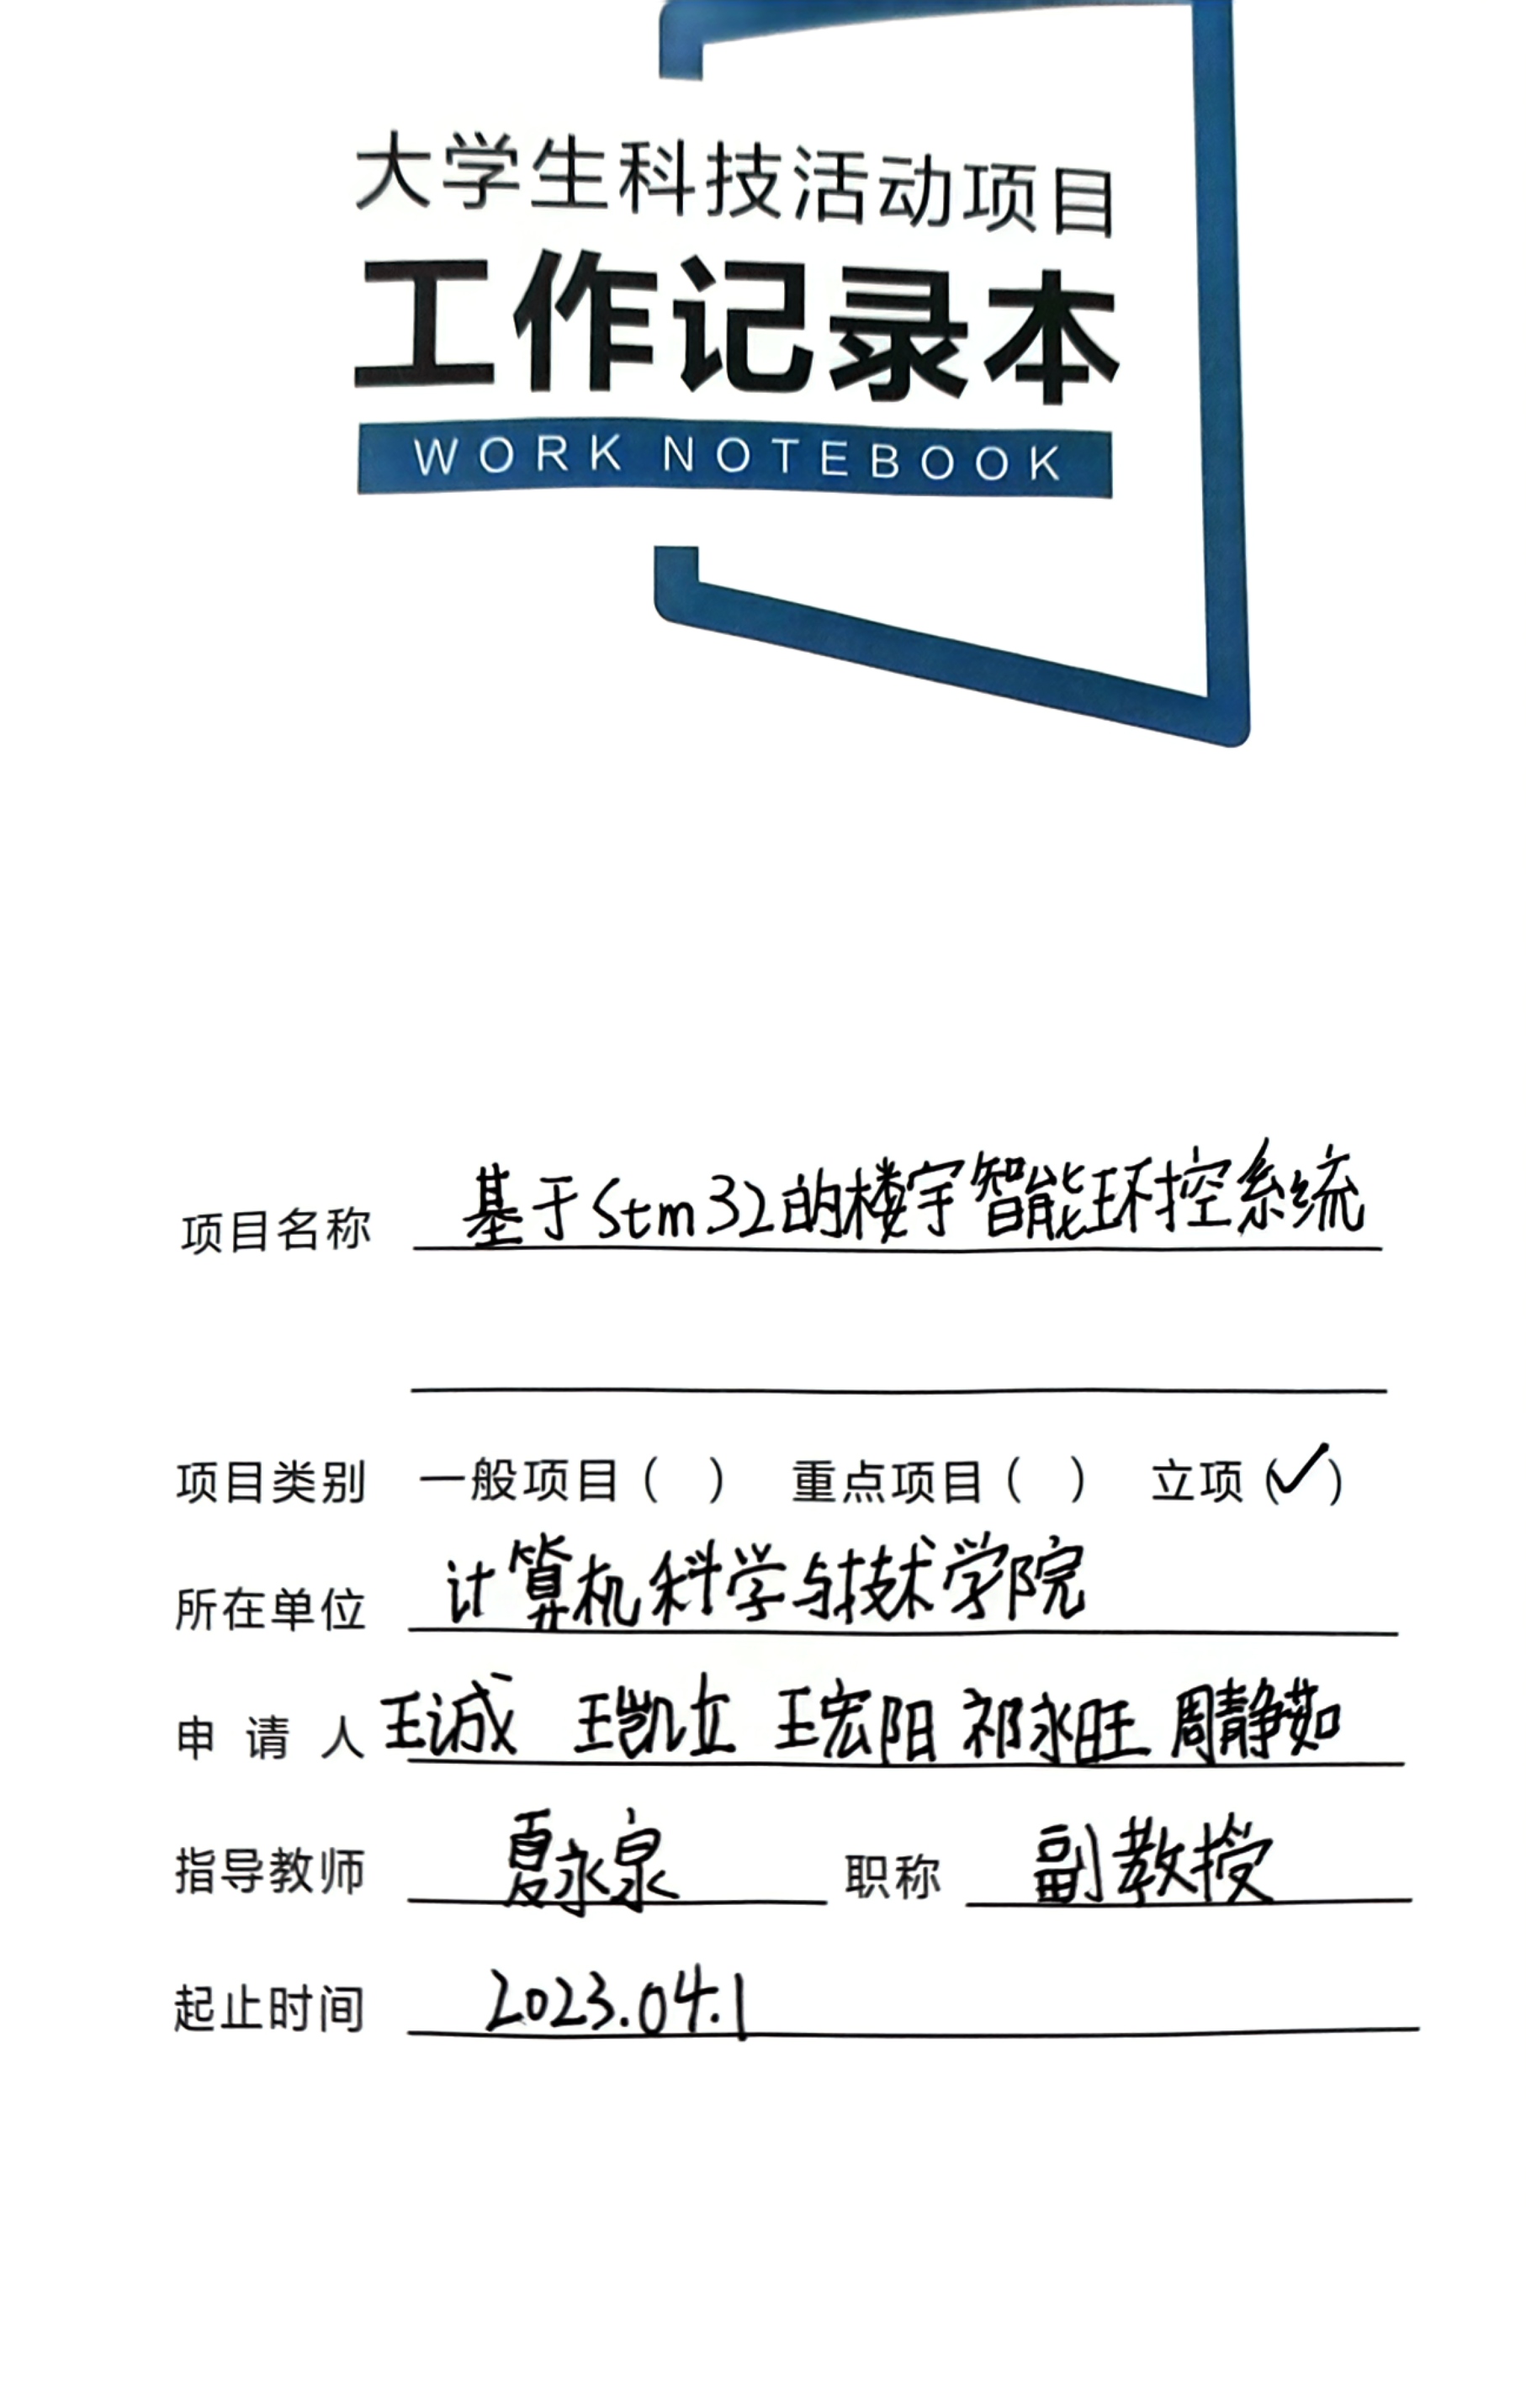 大学生科技活动项目
工作记录本
WORK NOTEBOOK
项目名称 基于Stm32的楼宇智能环控系统
项目类别 一般项目( ) 重点项目( ) 立项(✓)
所在单位 计算机科学与技术学院
申请人 王诚 王凯立 王宏阳 祁永旺 周静茹
指导教师 夏永泉 职称 副教授
起止时间 2023.04.1